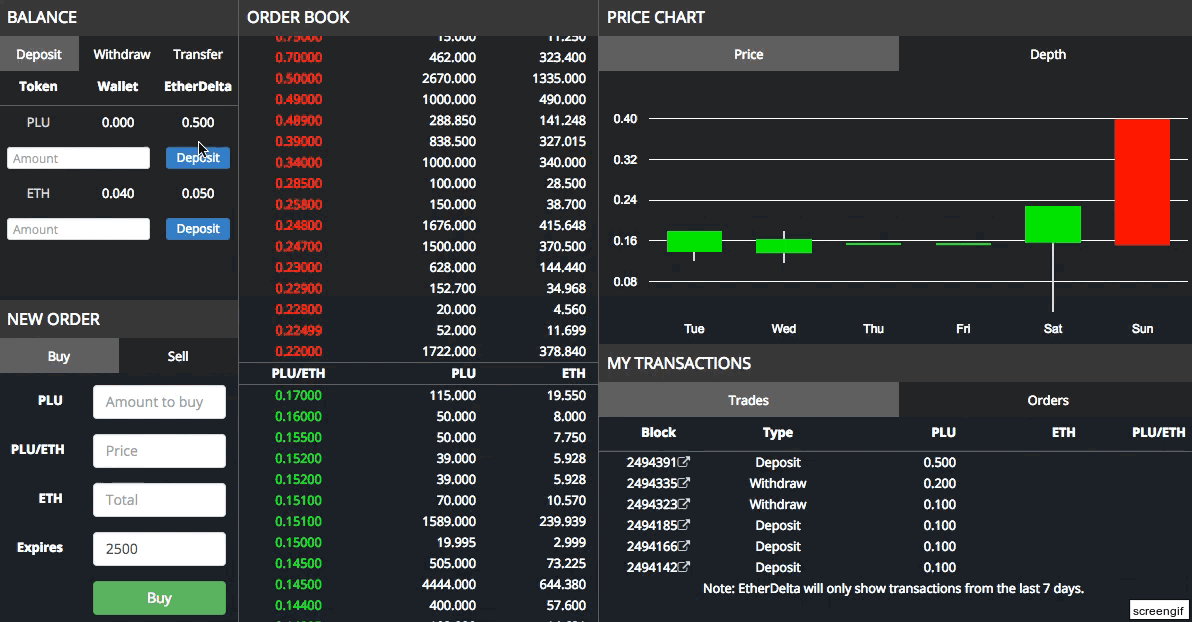 BALANCE
Deposit Withdraw Transfer
Token Wallet EtherDelta
PLU 0.000 0.500
Amount Deposit
ETH 0.040 0.050
Amount Deposit
NEW ORDER
Buy Sell
PLU Amount to buy
PLU/ETH Price
ETH Total
Expires 2500
Buy
ORDER BOOK
0.75000 15.000 11.250
0.70000 462.000 323.400
0.50000 2670.000 1335.000
0.49000 1000.000 490.000
0.48900 288.850 141.248
0.39000 838.500 327.015
0.34000 1000.000 340.000
0.28500 100.000 28.500
0.25800 150.000 38.700
0.24800 1676.000 415.648
0.24700 1500.000 370.500
0.23000 628.000 144.440
0.22900 152.700 34.968
0.22800 20.000 4.560
0.22499 52.000 11.699
0.22000 1722.000 378.840
PLU/ETH PLU ETH
0.17000 115.000 19.550
0.16000 50.000 8.000
0.15500 50.000 7.750
0.15200 39.000 5.928
0.15200 39.000 5.928
0.15100 70.000 10.570
0.15100 1589.000 239.939
0.15000 19.995 2.999
0.14500 505.000 73.225
0.14500 4444.000 644.380
0.14400 400.000 57.600
PRICE CHART
Price Depth
0.40
0.32
0.24
0.16
0.08
Tue Wed Thu Fri Sat Sun
MY TRANSACTIONS
Trades Orders
Block Type PLU ETH PLU/ETH
2494391 Deposit 0.500
2494335 Withdraw 0.200
2494323 Withdraw 0.100
2494185 Deposit 0.100
2494166 Deposit 0.100
2494142 Deposit 0.100
Note: EtherDelta will only show transactions from the last 7 days.
screengif